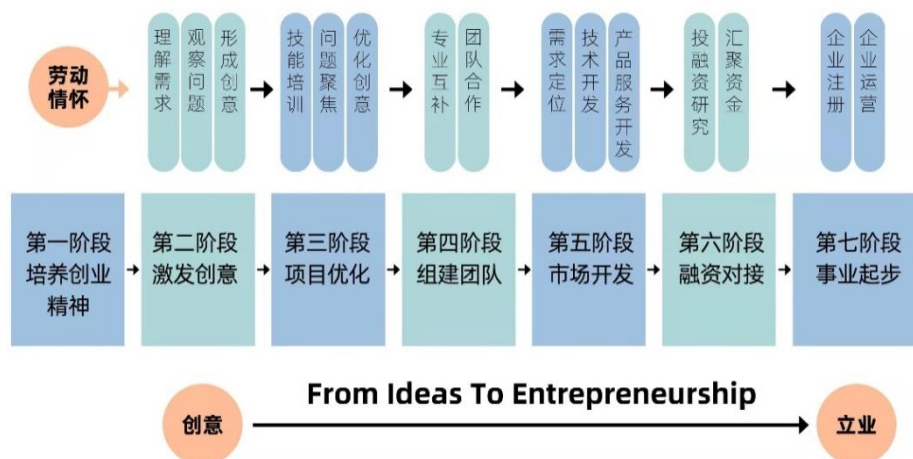 劳动
情怀
理解需求
观察问题
形成创意
技能培训
问题聚焦
优化创意
专业互补
团队合作
需求定位
技术开发
产品服务开发
投融资研究
汇聚资金
企业注册
企业运营
第一阶段
培养创业
精神
第二阶段
激发创意
第三阶段
项目优化
第四阶段
组建团队
第五阶段
市场开发
第六阶段
融资对接
第七阶段
事业起步
From Ideas To Entrepreneurship
创意
立业